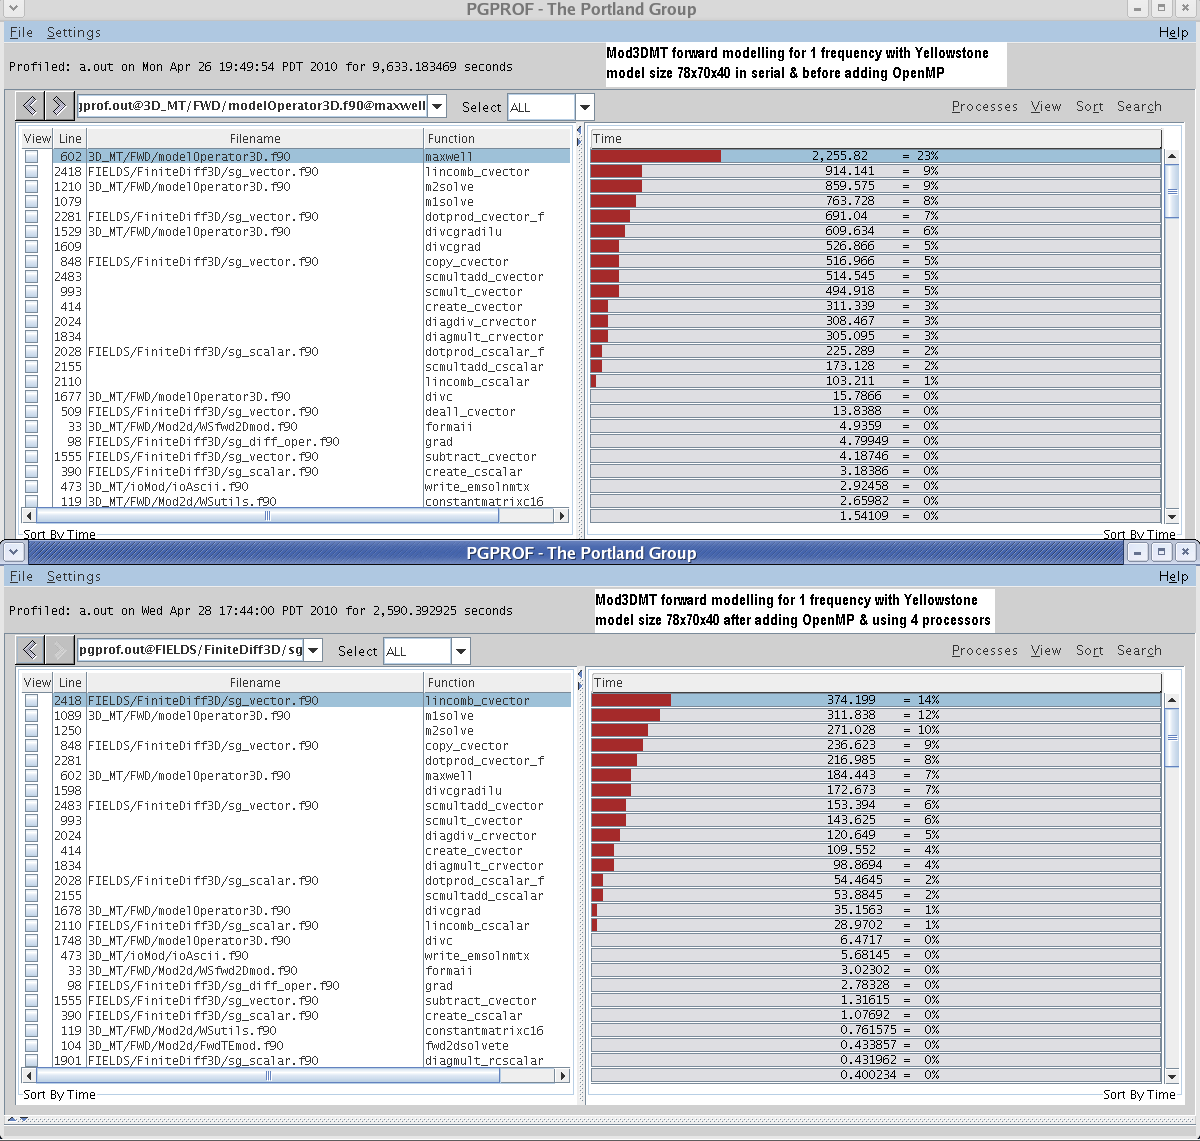 PGPROF - The Portland Group
File Settings Help
Profiled: a.out on Mon Apr 26 19:49:54 PDT 2010 for 9,633.183469 seconds
Mod3DMT forward modelling for 1 frequency with Yellowstone
model size 78x70x40 in serial & before adding OpenMP
pgprof.out@3D_MT/FWD/modelOperator3D.f90@maxwell Select ALL Processes View Sort Search
View Line Filename Function Time
602 3D_MT/FWD/modelOperator3D.f90 maxwell 2,255.82 = 23%
2418 FIELDS/FiniteDiff3D/sg_vector.f90 lincomb_cvector 914.141 = 9%
1210 3D_MT/FWD/modelOperator3D.f90 m2solve 859.575 = 9%
1079 m1solve 763.728 = 8%
2281 FIELDS/FiniteDiff3D/sg_vector.f90 dotprod_cvector_f 691.04 = 7%
1529 3D_MT/FWD/modelOperator3D.f90 divcgradilu 609.634 = 6%
1609 divcgrad 526.866 = 5%
848 FIELDS/FiniteDiff3D/sg_vector.f90 copy_cvector 516.966 = 5%
2483 scmultadd_cvector 514.545 = 5%
993 scmult_cvector 494.918 = 5%
414 create_cvector 311.339 = 3%
2024 diagdiv_crvector 308.467 = 3%
1834 diagmult_crvector 305.095 = 3%
2028 FIELDS/FiniteDiff3D/sg_scalar.f90 dotprod_cscalar_f 225.289 = 2%
2155 scmultadd_cscalar 173.128 = 2%
2110 lincomb_cscalar 103.211 = 1%
1677 3D_MT/FWD/modelOperator3D.f90 divc 15.7866 = 0%
509 FIELDS/FiniteDiff3D/sg_vector.f90 deall_cvector 13.8388 = 0%
33 3D_MT/FWD/Mod2d/WSfwd2Dmod.f90 formaii 4.9359 = 0%
98 FIELDS/FiniteDiff3D/sg_diff_oper.f90 grad 4.79949 = 0%
1555 FIELDS/FiniteDiff3D/sg_vector.f90 subtract_cvector 4.18746 = 0%
390 FIELDS/FiniteDiff3D/sg_scalar.f90 create_cscalar 3.18386 = 0%
473 3D_MT/ioMod/ioAscii.f90 write_emsolnmtx 2.92458 = 0%
119 3D_MT/FWD/Mod2d/WSutils.f90 constantmatrixc16 2.65982 = 0%
1.54109 = 0%
Sort By Time Sort By Time
PGPROF - The Portland Group
File Settings Help
Profiled: a.out on Wed Apr 28 17:44:00 PDT 2010 for 2,590.392925 seconds
Mod3DMT forward modelling for 1 frequency with Yellowstone
model size 78x70x40 after adding OpenMP & using 4 processors
pgprof.out@FIELDS/FiniteDiff3D/sg Select ALL Processes View Sort Search
View Line Filename Function Time
2418 FIELDS/FiniteDiff3D/sg_vector.f90 lincomb_cvector 374.199 = 14%
1089 3D_MT/FWD/modelOperator3D.f90 m1solve 311.838 = 12%
1250 m2solve 271.028 = 10%
848 FIELDS/FiniteDiff3D/sg_vector.f90 copy_cvector 236.623 = 9%
2281 dotprod_cvector_f 216.985 = 8%
602 3D_MT/FWD/modelOperator3D.f90 maxwell 184.443 = 7%
1598 divcgradilu 172.673 = 7%
2483 FIELDS/FiniteDiff3D/sg_vector.f90 scmultadd_cvector 153.394 = 6%
993 scmult_cvector 143.625 = 6%
2024 diagdiv_crvector 120.649 = 5%
414 create_cvector 109.552 = 4%
1834 diagmult_crvector 98.8694 = 4%
2028 FIELDS/FiniteDiff3D/sg_scalar.f90 dotprod_cscalar_f 54.4645 = 2%
2155 scmultadd_cscalar 53.8845 = 2%
1678 3D_MT/FWD/modelOperator3D.f90 divcgrad 35.1563 = 1%
2110 FIELDS/FiniteDiff3D/sg_scalar.f90 lincomb_cscalar 28.9702 = 1%
1748 3D_MT/FWD/modelOperator3D.f90 divc 6.4717 = 0%
473 3D_MT/ioMod/ioAscii.f90 write_emsolnmtx 5.68145 = 0%
33 3D_MT/FWD/Mod2d/WSfwd2Dmod.f90 formaii 3.02302 = 0%
98 FIELDS/FiniteDiff3D/sg_diff_oper.f90 grad 2.78328 = 0%
1555 FIELDS/FiniteDiff3D/sg_vector.f90 subtract_cvector 1.31615 = 0%
390 FIELDS/FiniteDiff3D/sg_scalar.f90 create_cscalar 1.07692 = 0%
119 3D_MT/FWD/Mod2d/WSutils.f90 constantmatrixc16 0.761575 = 0%
104 3D_MT/FWD/Mod2d/FwdTEmod.f90 fwd2dsolvete 0.433857 = 0%
1901 FIELDS/FiniteDiff3D/sg_vector.f90 diagmult_rcscalar 0.431962 = 0%
0.400234 = 0%
Sort By Time Sort By Time